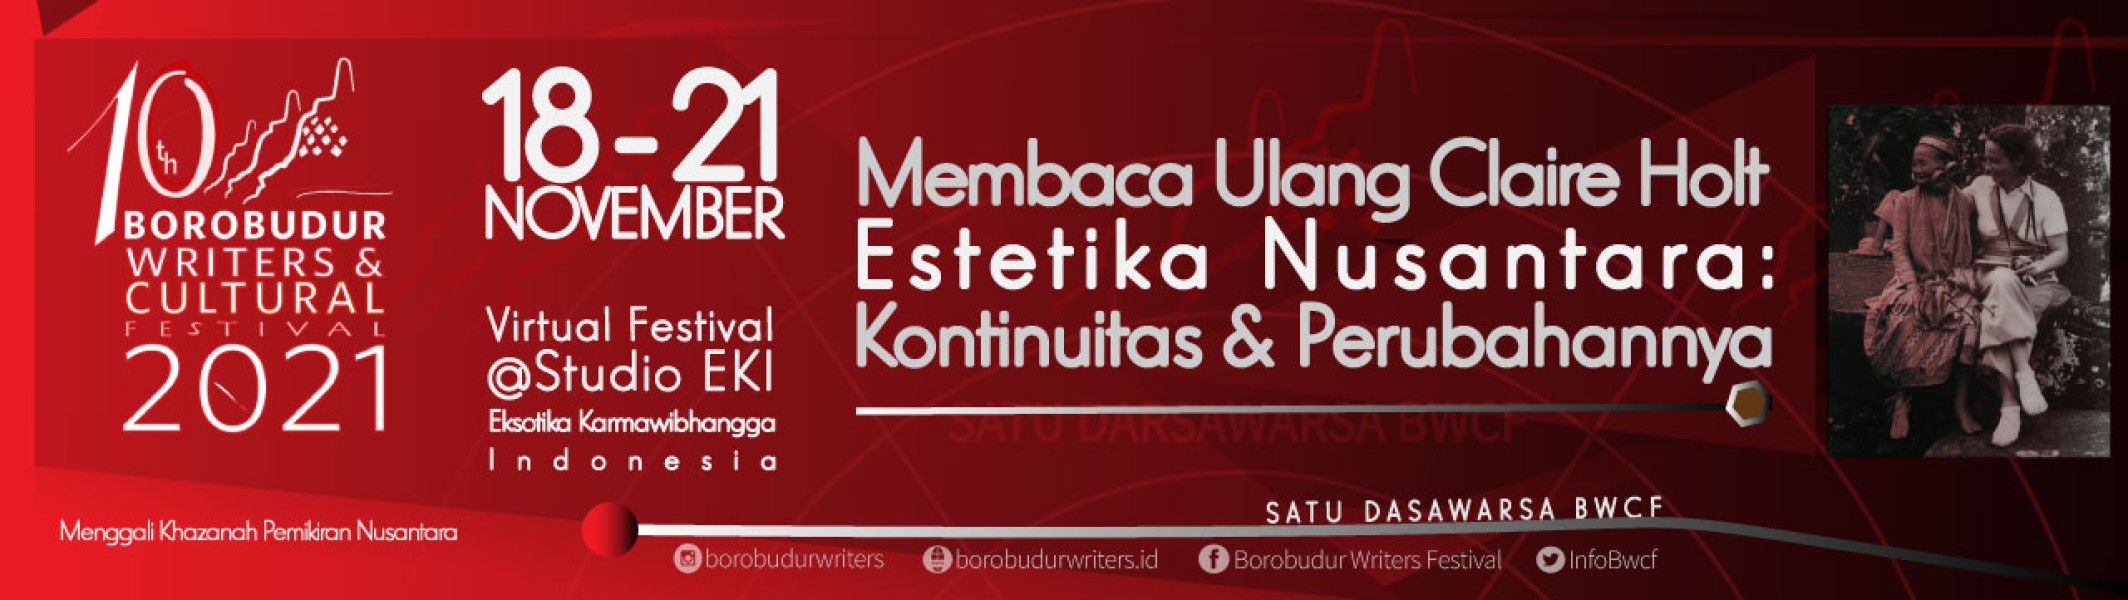 10th
BOROBUDUR
WRITERS &
CULTURAL
FESTIVAL
2021
Menggali Khazanah Pemikiran Nusantara
18 - 21
NOVEMBER
Virtual Festival
@Studio EKI
Eksotika Karmawibhangga
Indonesia
Membaca Ulang Claire Holt
Estetika Nusantara:
Kontinuitas & Perubahannya
SATU DARSAWARSA BWCF
SATU DASAWARSA BWCF
borobudurwriters
borobudurwriters.id
Borobudur Writers Festival
InfoBwcf